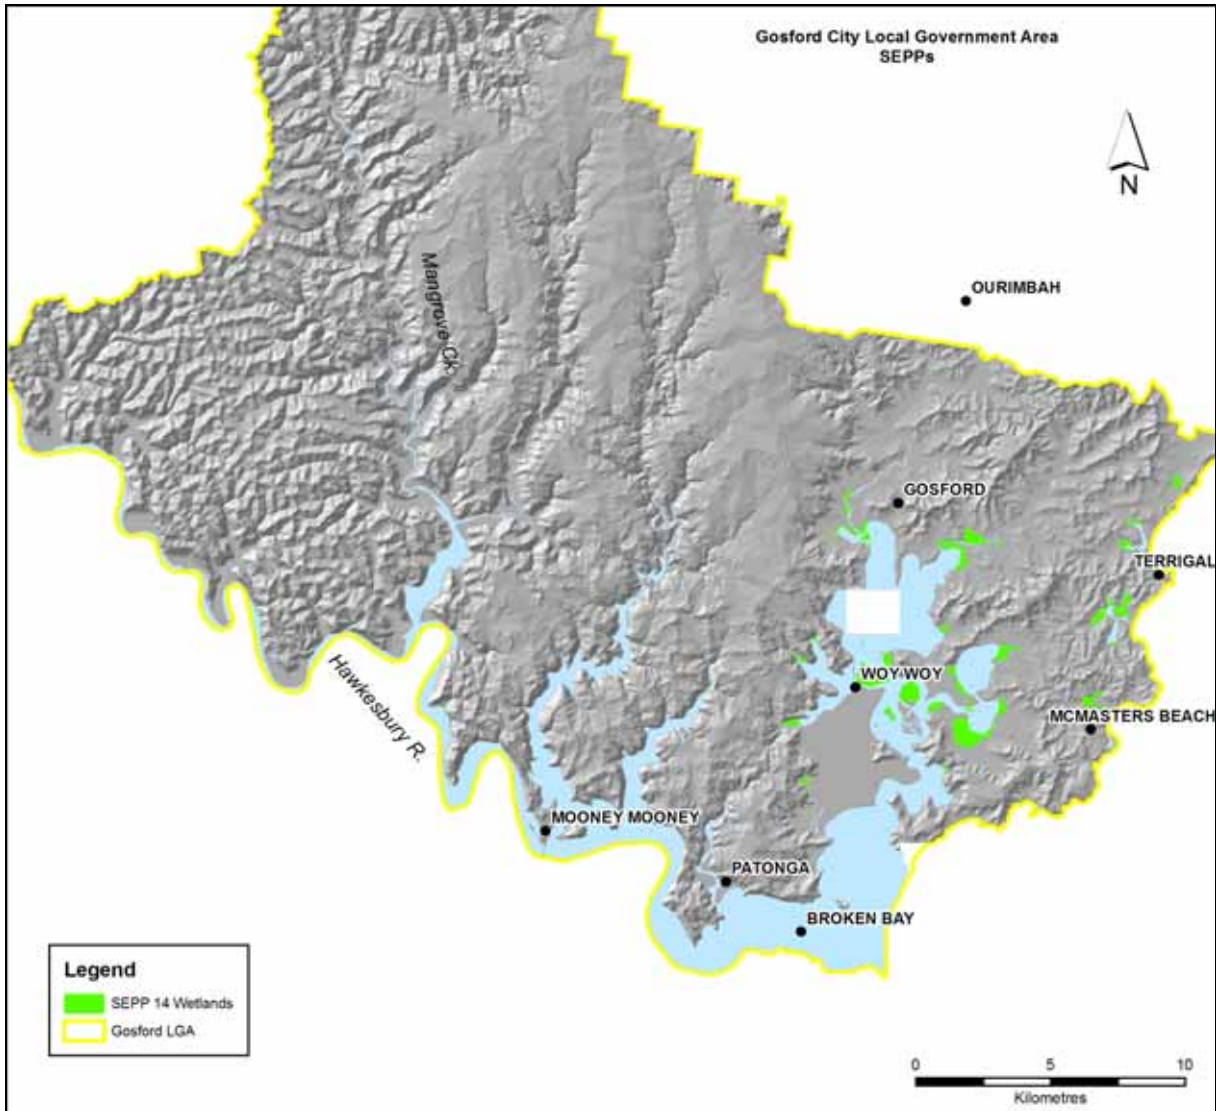 Gosford City Local Government Area
SEPPs
N
OURIMBAH
Mangrove Ck.
GOSFORD
TERRIGAL
WOY WOY
MCMASTERS BEACH
Hawkesbury R.
MOONEY MOONEY
PATONGA
BROKEN BAY
Legend
SEPP 14 Wetlands
Gosford LGA
0 5 10
Kilometres